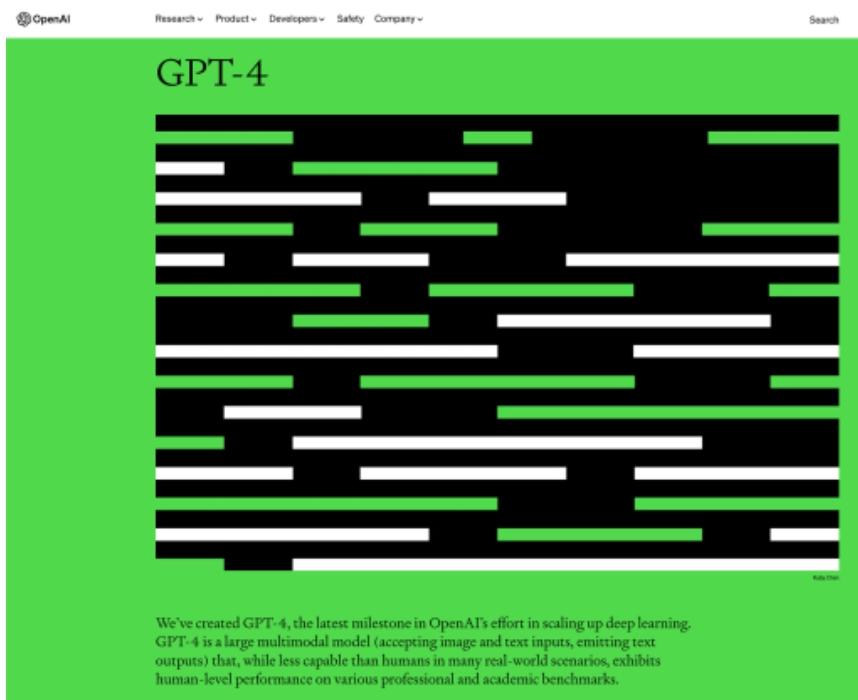 OpenAI
Research Product Developers Safety Company
Search
GPT-4
Ruby Chen
We've created GPT-4, the latest milestone in OpenAI's effort in scaling up deep learning.
GPT-4 is a large multimodal model (accepting image and text inputs, emitting text
outputs) that, while less capable than humans in many real-world scenarios, exhibits
human-level performance on various professional and academic benchmarks.